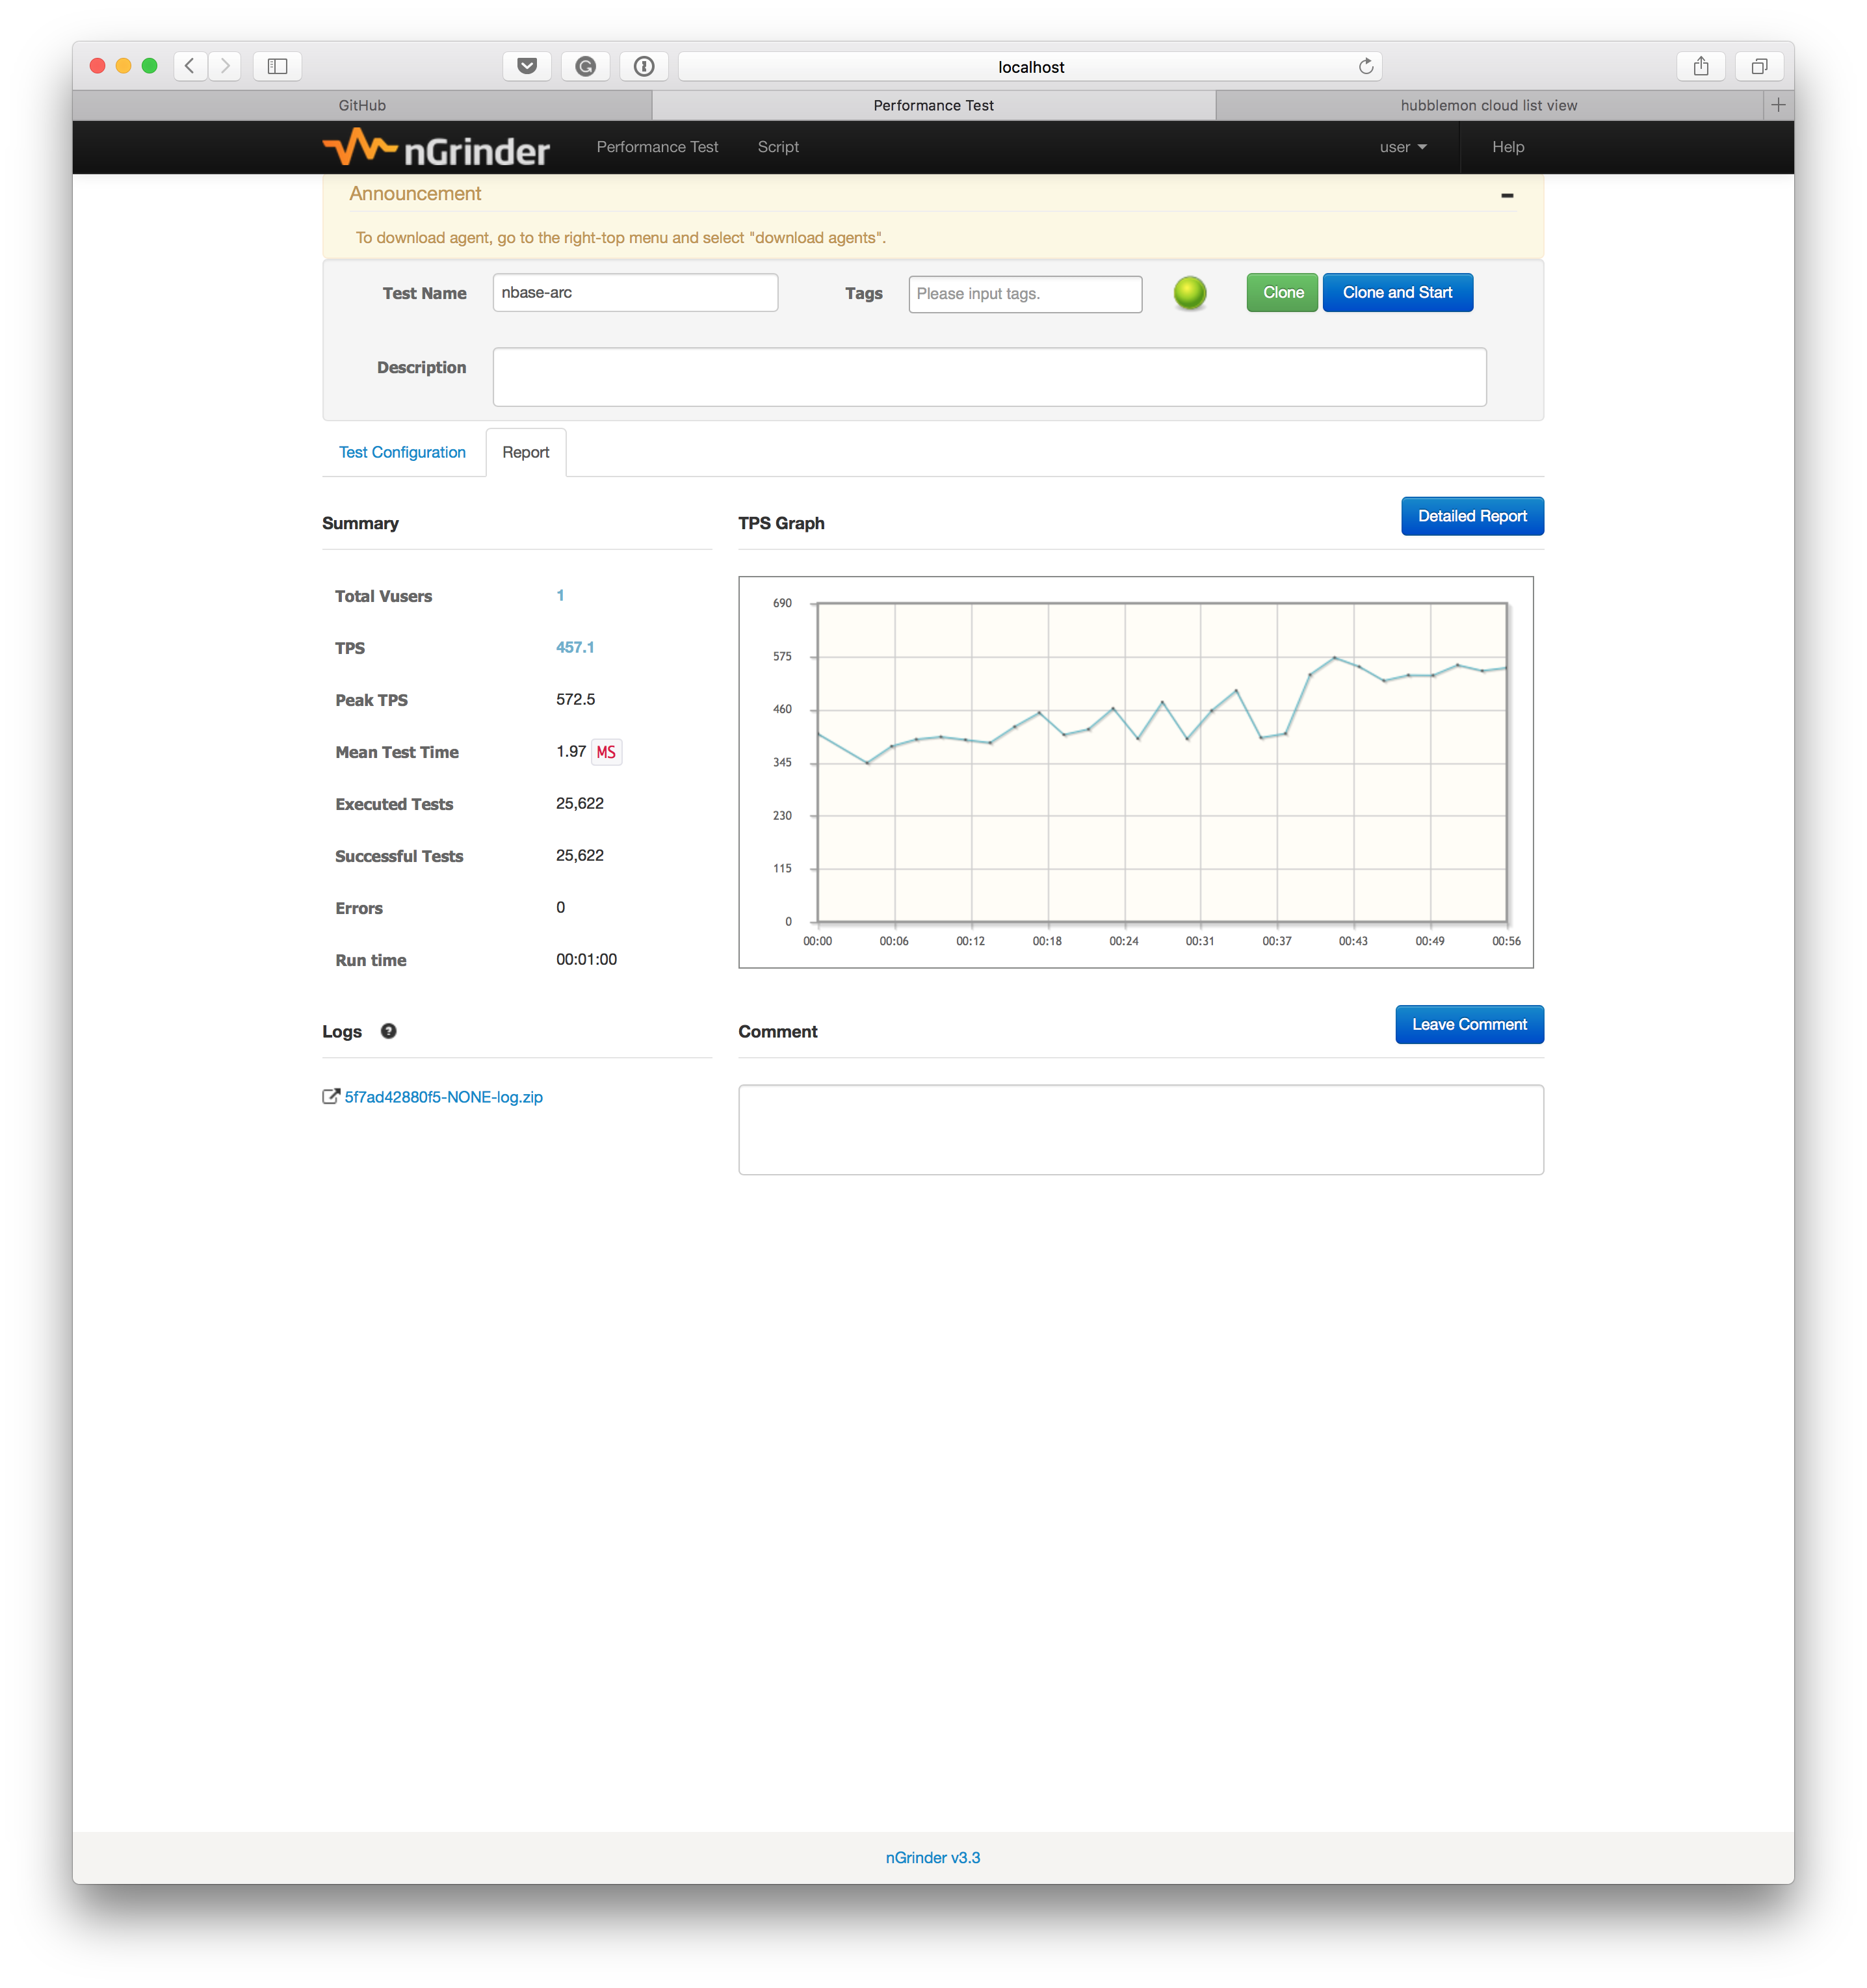 localhost
GitHub Performance Test hubblemon cloud list view
nGrinder Performance Test Script user Help
Announcement
To download agent, go to the right-top menu and select "download agents".
Test Name nbase-arc Tags Please input tags. Clone Clone and Start
Description
Test Configuration Report
Summary TPS Graph Detailed Report
Total Vusers 1
TPS 457.1
Peak TPS 572.5
Mean Test Time 1.97 MS
Executed Tests 25,622
Successful Tests 25,622
Errors 0
Run time 00:01:00
690
575
460
345
230
115
0
00:00 00:06 00:12 00:18 00:24 00:31 00:37 00:43 00:49 00:56
Logs ? Comment Leave Comment
5f7ad42880f5-NONE-log.zip
nGrinder v3.3